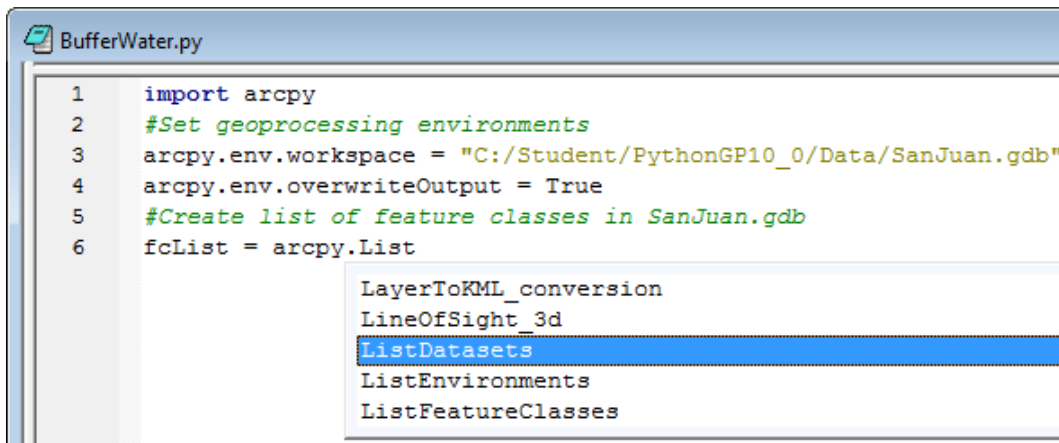 BufferWater.py
1 import arcpy
2 #Set geoprocessing environments
3 arcpy.env.workspace = "C:/Student/PythonGP10_0/Data/SanJuan.gdb"
4 arcpy.env.overwriteOutput = True
5 #Create list of feature classes in SanJuan.gdb
6 fcList = arcpy.List
LayerToKML_conversion
LineOfSight_3d
ListDatasets
ListEnvironments
ListFeatureClasses